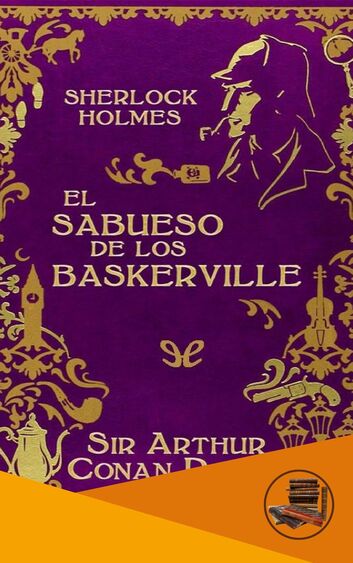 SHERLOCK
HOLMES
EL
SABUESO
DE LOS
BASKERVILLE
SIR ARTHUR
CONAN